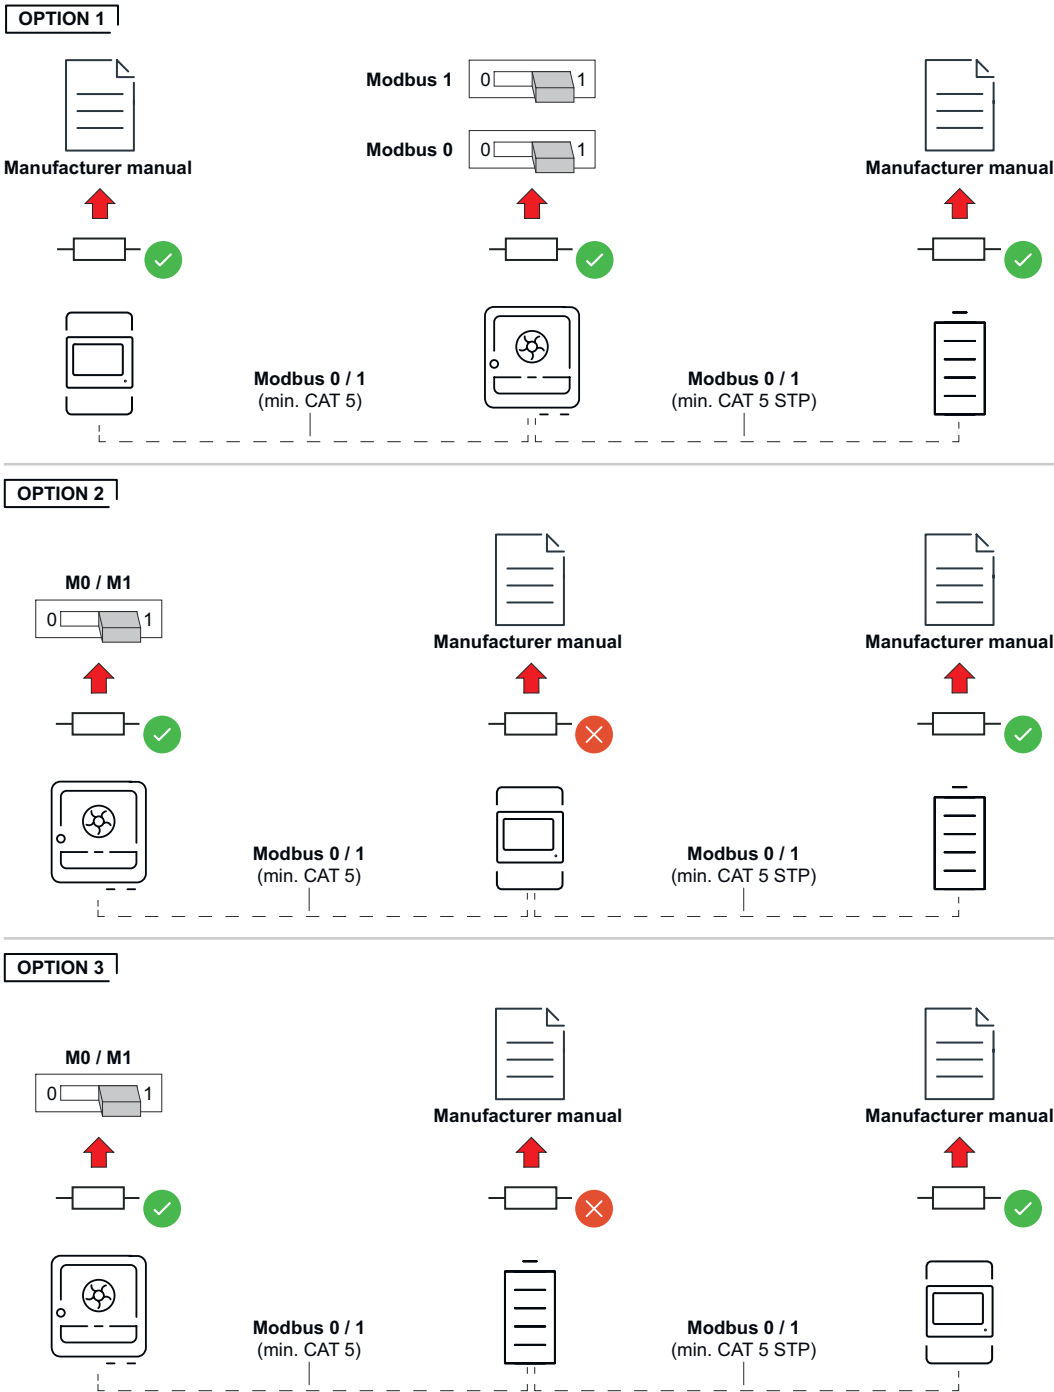 OPTION 1
Modbus 1 0 1
Modbus 0 0 1
Manufacturer manual
Manufacturer manual
Modbus 0 / 1
(min. CAT 5)
Modbus 0 / 1
(min. CAT 5 STP)
OPTION 2
M0 / M1
0 1
Manufacturer manual
Manufacturer manual
Modbus 0 / 1
(min. CAT 5)
Modbus 0 / 1
(min. CAT 5 STP)
OPTION 3
M0 / M1
0 1
Manufacturer manual
Manufacturer manual
Modbus 0 / 1
(min. CAT 5)
Modbus 0 / 1
(min. CAT 5 STP)